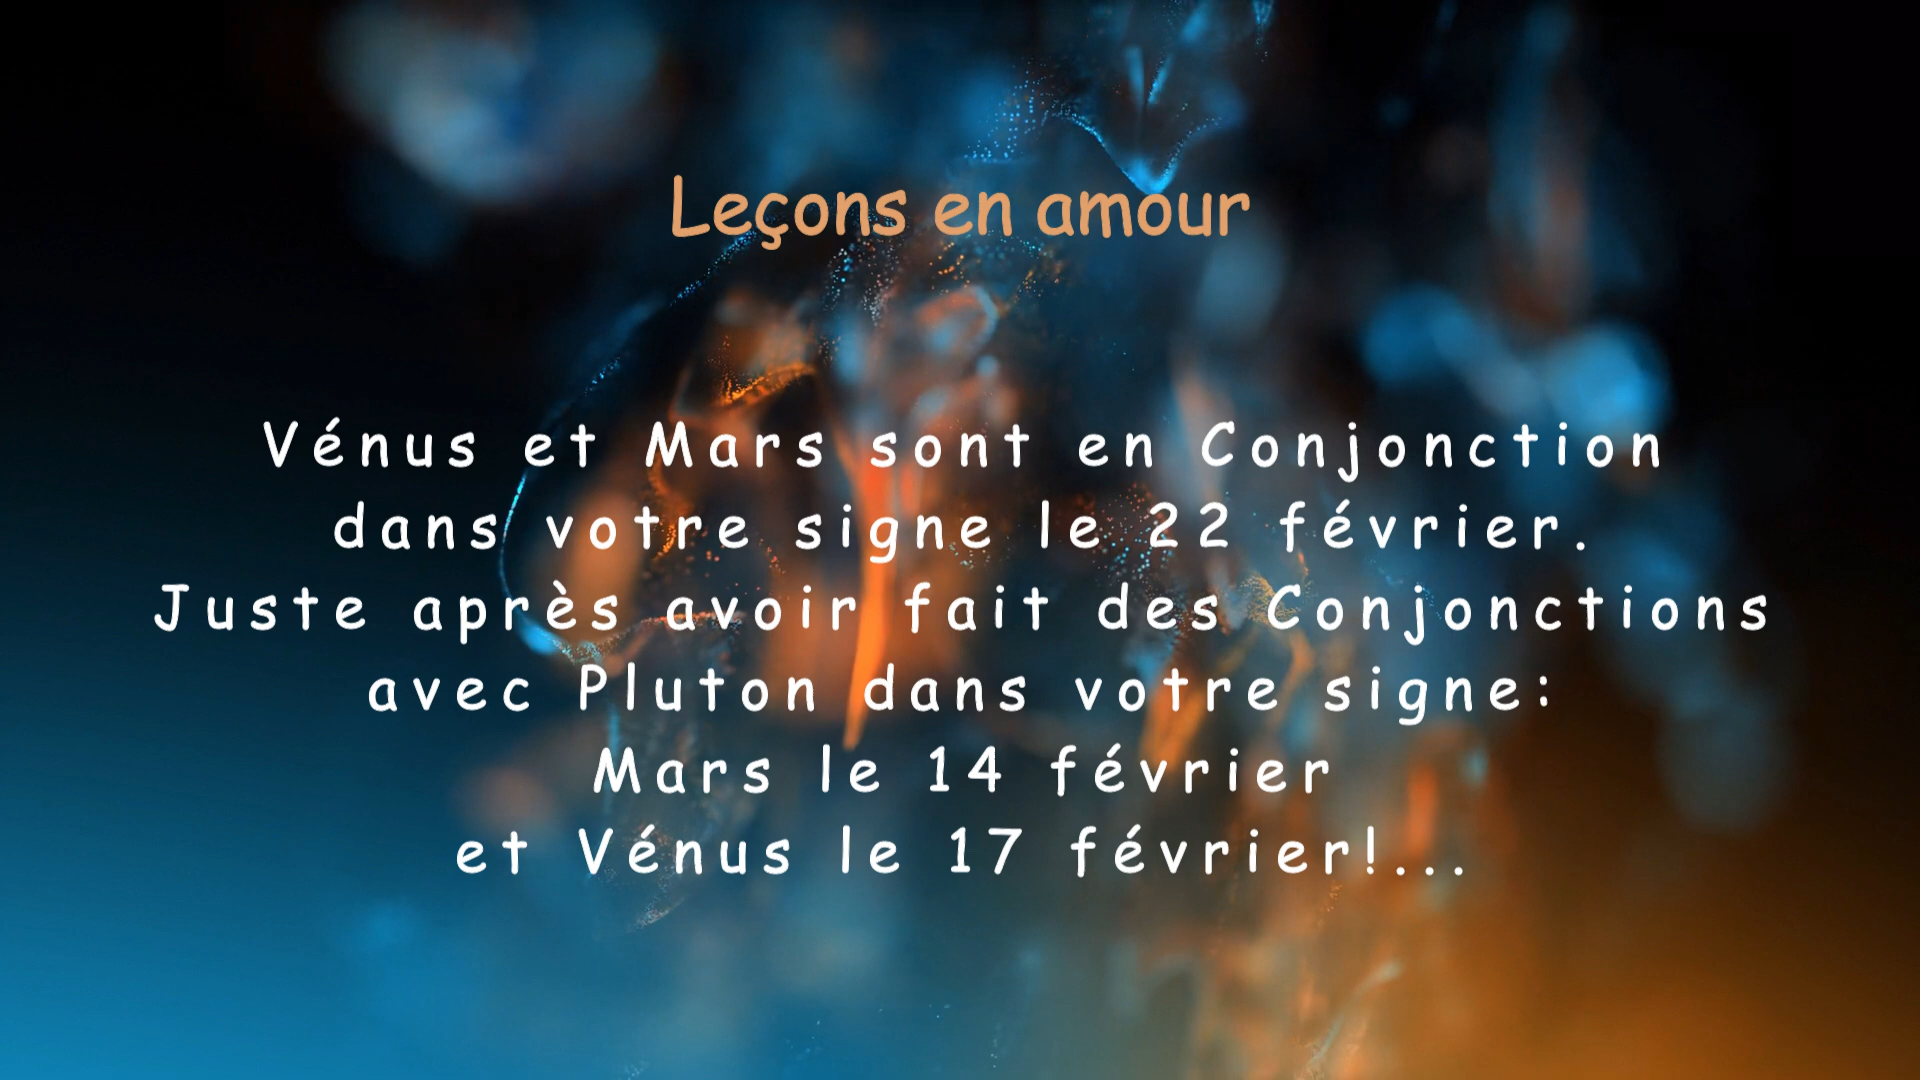 Leçons en amour
Vénus et Mars sont en Conjonction
dans votre signe le 22 février.
Juste après avoir fait des Conjonctions
avec Pluton dans votre signe:
Mars le 14 février
et Vénus le 17 février!...